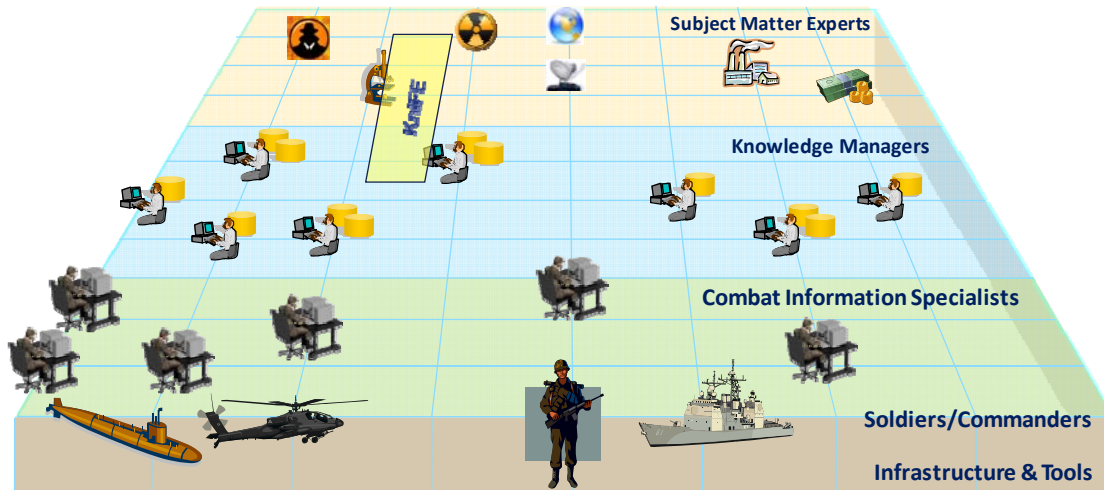 Subject Matter Experts
KnIFE
Knowledge Managers
Combat Information Specialists
Soldiers/Commanders
Infrastructure & Tools